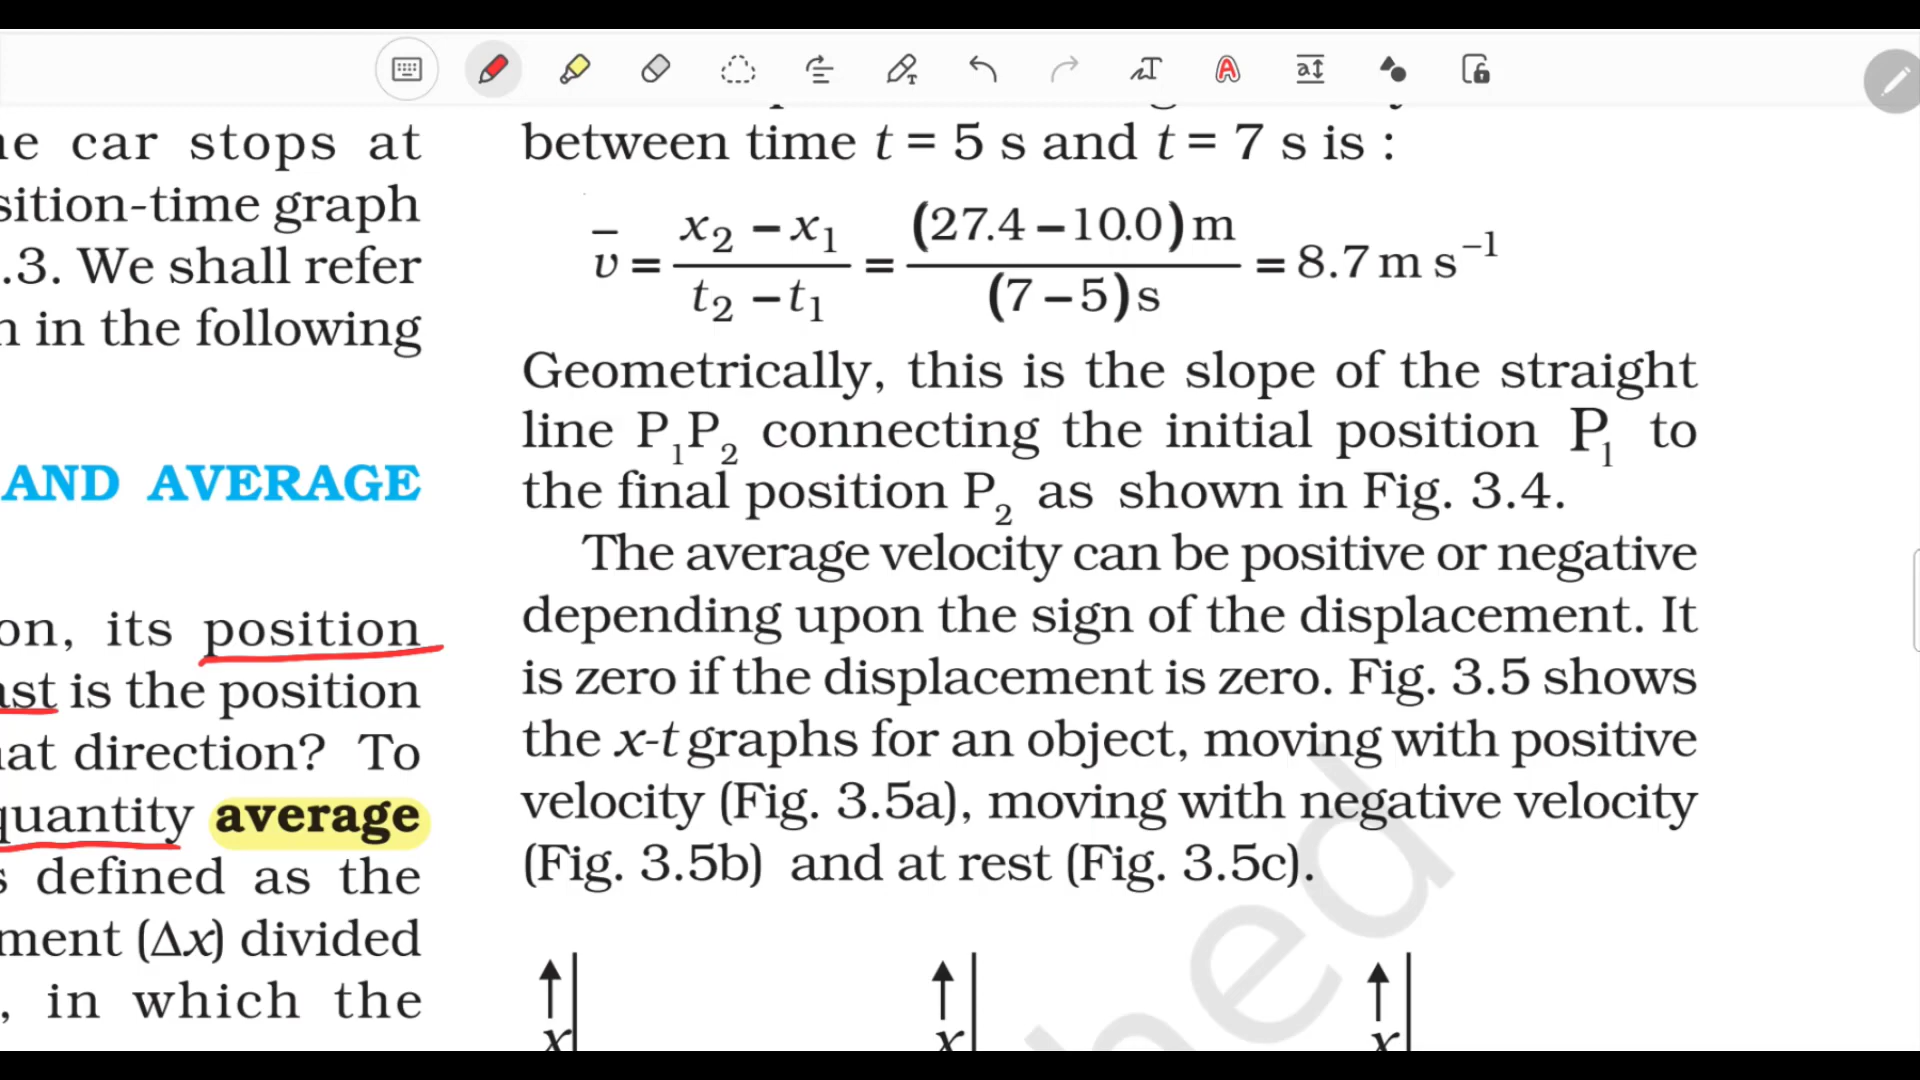 ne car stops at
sition-time graph
.3. We shall refer
n in the following
AND AVERAGE
on, its position
ast is the position
hat direction? To
quantity average
s defined as the
ment (Δx) divided
, in which the
between time t = 5 s and t = 7 s is :
v̄ = (x₂ − x₁)/(t₂ − t₁) = (27.4 − 10.0) m/(7 − 5) s = 8.7 m s⁻¹
Geometrically, this is the slope of the straight
line P₁P₂ connecting the initial position P₁ to
the final position P₂ as shown in Fig. 3.4.
The average velocity can be positive or negative
depending upon the sign of the displacement. It
is zero if the displacement is zero. Fig. 3.5 shows
the x-t graphs for an object, moving with positive
velocity (Fig. 3.5a), moving with negative velocity
(Fig. 3.5b) and at rest (Fig. 3.5c).
x x x
hed